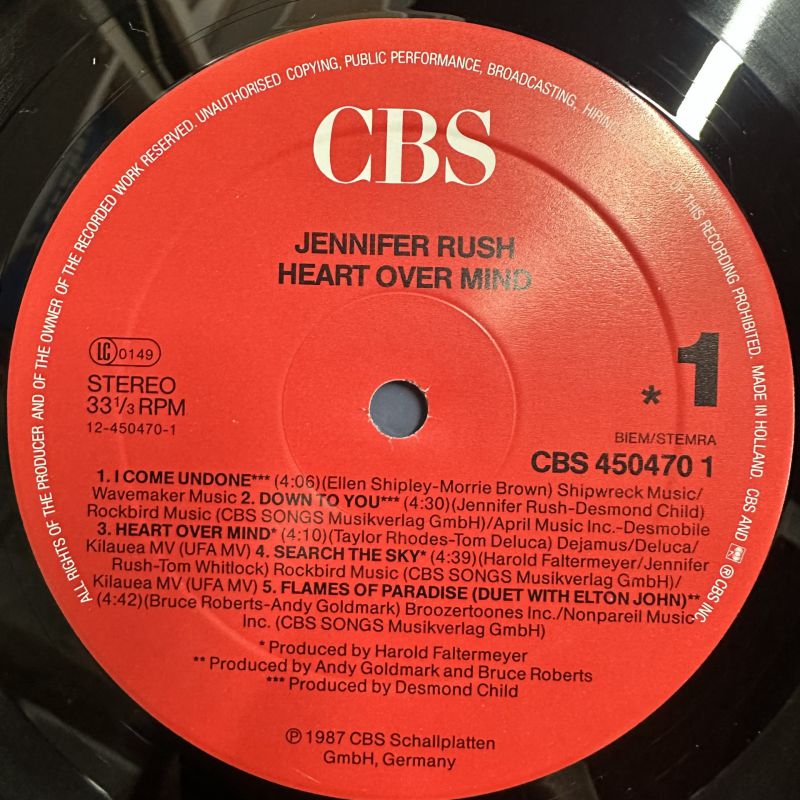 ALL RIGHTS OF THE PRODUCER AND OF THE OWNER OF THE RECORDED WORK RESERVED. UNAUTHORISED COPYING, PUBLIC PERFORMANCE, BROADCASTING, HIRING OF THIS RECORDING PROHIBITED. MADE IN HOLLAND. CBS AND ℗ CBS INC.
CBS
JENNIFER RUSH
HEART OVER MIND
LC 0149
STEREO
33 1/3 RPM
12-450470-1
* 1
BIEM/STEMRA
CBS 450470 1
1. I COME UNDONE*** (4:06)(Ellen Shipley-Morrie Brown) Shipwreck Music/
Wavemaker Music 2. DOWN TO YOU*** (4:30)(Jennifer Rush-Desmond Child)
Rockbird Music (CBS SONGS Musikverlag GmbH)/April Music Inc.-Desmobile
3. HEART OVER MIND* (4:10)(Taylor Rhodes-Tom Deluca) Dejamus/Deluca/
Kilauea MV (UFA MV) 4. SEARCH THE SKY* (4:39)(Harold Faltermeyer/Jennifer
Rush-Tom Whitlock) Rockbird Music (CBS SONGS Musikverlag GmbH)/
Kilauea MV (UFA MV) 5. FLAMES OF PARADISE (DUET WITH ELTON JOHN)**
(4:42)(Bruce Roberts-Andy Goldmark) Broozertoones Inc./Nonpareil Music
Inc. (CBS SONGS Musikverlag GmbH)
* Produced by Harold Faltermeyer
** Produced by Andy Goldmark and Bruce Roberts
*** Produced by Desmond Child
℗ 1987 CBS Schallplatten
GmbH, Germany